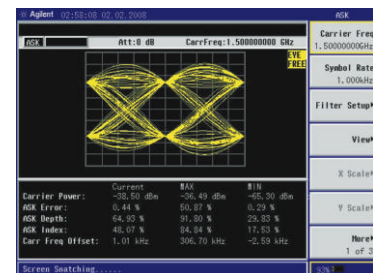 Agilent 02:58:08 02.02.2008 ASK
ASK Att:0 dB CarrFreq:1.500000000 GHz
EYE
FREE
Carrier Freq
1.50000000GHz
Symbol Rate
1.000kHz
Filter Setup
View
X Scale
Y Scale
More
1 of 3
Current MAX MIN
Carrier Power: -38.50 dBm -36.49 dBm -65.30 dBm
ASK Error: 0.44 % 50.87 % 0.29 %
ASK Depth: 64.93 % 91.80 % 29.83 %
ASK Index: 48.07 % 84.84 % 17.53 %
Carr Freq Offset: 1.01 kHz 306.70 kHz -2.59 kHz
Screen Snatching...... 93%